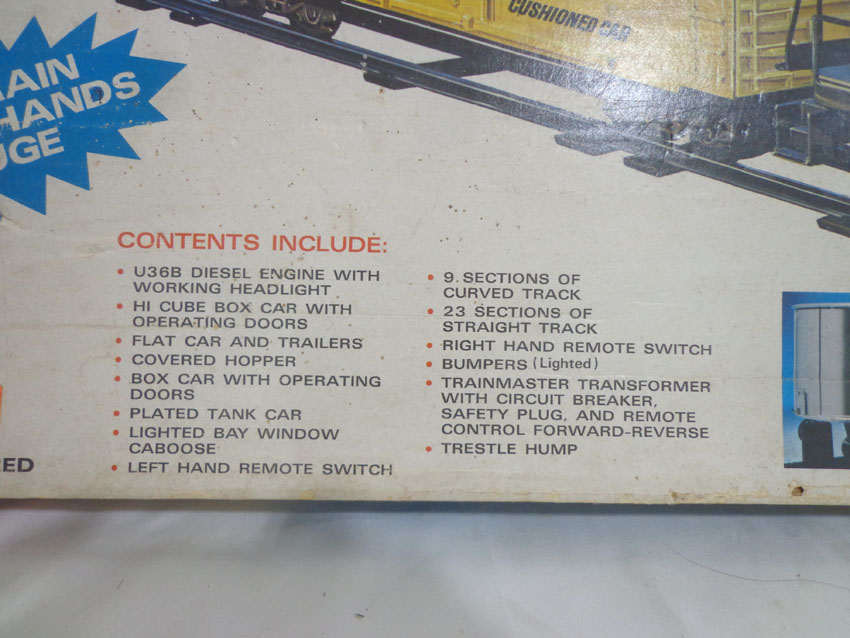 CUSHIONED CAR
HANDS
CONTENTS INCLUDE:
• U36B DIESEL ENGINE WITH
WORKING HEADLIGHT
• HI CUBE BOX CAR WITH
OPERATING DOORS
• FLAT CAR AND TRAILERS
• COVERED HOPPER
• BOX CAR WITH OPERATING
DOORS
• PLATED TANK CAR
• LIGHTED BAY WINDOW
CABOOSE
• LEFT HAND REMOTE SWITCH
• 9 SECTIONS OF
CURVED TRACK
• 23 SECTIONS OF
STRAIGHT TRACK
• RIGHT HAND REMOTE SWITCH
• BUMPERS (Lighted)
• TRAINMASTER TRANSFORMER
WITH CIRCUIT BREAKER,
SAFETY PLUG, AND REMOTE
CONTROL FORWARD-REVERSE
• TRESTLE HUMP